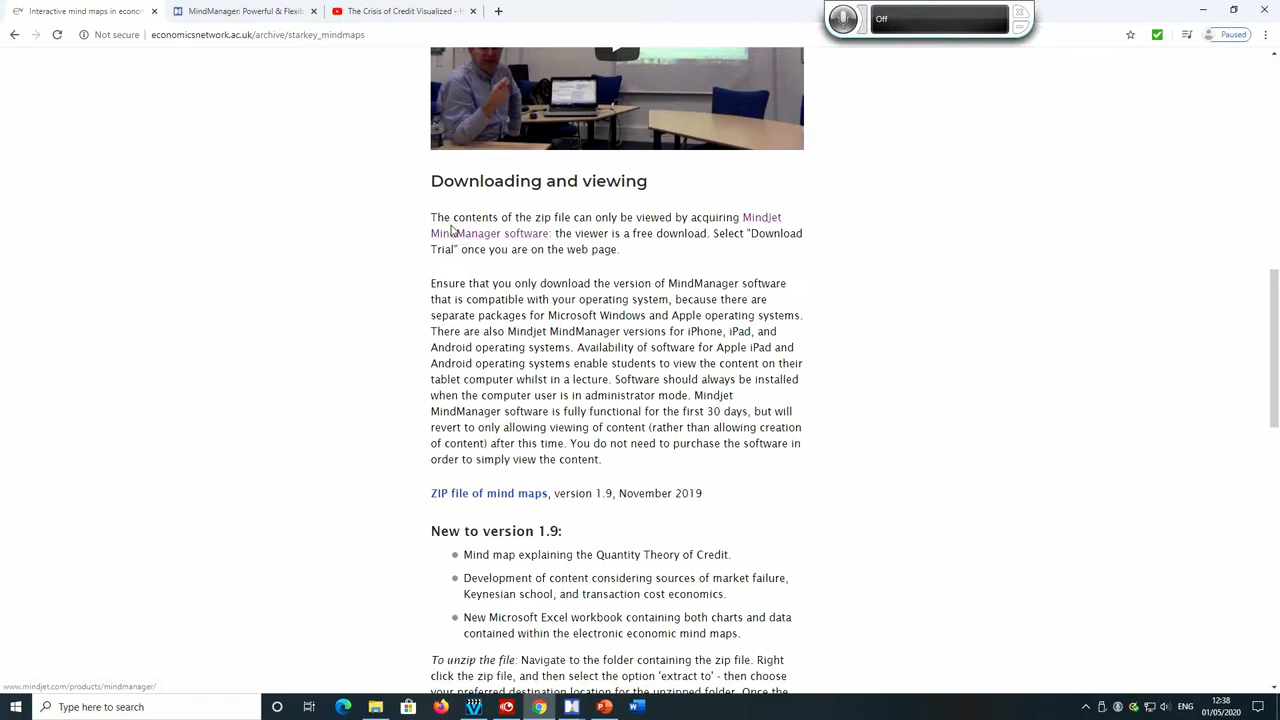 Interactive mind maps in econo
MindManager: Powerful & Flexib
The Crisis of Credit Visualized - H
Off
Not secure
Paused
Downloading and viewing
The contents of the zip file can only be viewed by acquiring MindJet
MindManager software: the viewer is a free download. Select "Download
Trial" once you are on the web page.
Ensure that you only download the version of MindManager software
that is compatible with your operating system, because there are
separate packages for Microsoft Windows and Apple operating systems.
There are also Mindjet MindManager versions for iPhone, iPad, and
Android operating systems. Availability of software for Apple iPad and
Android operating systems enable students to view the content on their
tablet computer whilst in a lecture. Software should always be installed
when the computer user is in administrator mode. Mindjet
MindManager software is fully functional for the first 30 days, but will
revert to only allowing viewing of content (rather than allowing creation
of content) after this time. You do not need to purchase the software in
order to simply view the content.
ZIP file of mind maps, version 1.9, November 2019
New to version 1.9:
Mind map explaining the Quantity Theory of Credit.
Development of content considering sources of market failure,
Keynesian school, and transaction cost economics.
New Microsoft Excel workbook containing both charts and data
contained within the electronic economic mind maps.
To unzip the file: Navigate to the folder containing the zip file. Right
click the zip file, and then select the option 'extract to' - then choose
your preferred destination location for the unzipped folder. Once the
www.mindjet.com/products/mindmanager/
Type here to search
ENG
12:38
01/05/2020